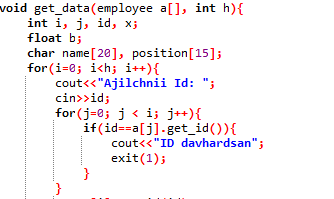 void get_data(employee a[], int h){
int i, j, id, x;
float b;
char name[20], position[15];
for(i=0; i<h; i++){
cout<<"Ajilchnii Id: ";
cin>>id;
for(j=0; j < i; j++){
if(id==a[j].get_id()){
cout<<"ID davhardsan";
exit(1);
}
}